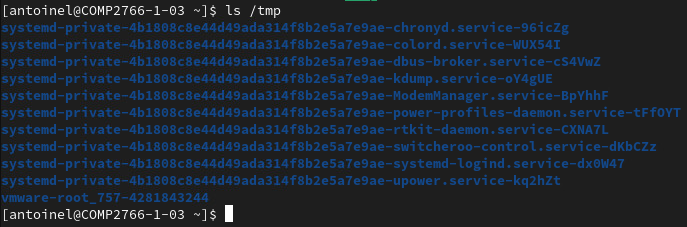 [antoinel@COMP2766-1-03 ~]$ ls /tmp
systemd-private-4b1808c8e44d49ada314f8b2e5a7e9ae-chronyd.service-96icZg
systemd-private-4b1808c8e44d49ada314f8b2e5a7e9ae-colord.service-WUX54I
systemd-private-4b1808c8e44d49ada314f8b2e5a7e9ae-dbus-broker.service-cS4VwZ
systemd-private-4b1808c8e44d49ada314f8b2e5a7e9ae-kdump.service-oY4gUE
systemd-private-4b1808c8e44d49ada314f8b2e5a7e9ae-ModemManager.service-BpYhhF
systemd-private-4b1808c8e44d49ada314f8b2e5a7e9ae-power-profiles-daemon.service-tFfOYT
systemd-private-4b1808c8e44d49ada314f8b2e5a7e9ae-rtkit-daemon.service-CXNA7L
systemd-private-4b1808c8e44d49ada314f8b2e5a7e9ae-switcheroo-control.service-dKbCZz
systemd-private-4b1808c8e44d49ada314f8b2e5a7e9ae-systemd-logind.service-dx0W47
systemd-private-4b1808c8e44d49ada314f8b2e5a7e9ae-upower.service-kq2hZt
vmware-root_757-4281843244
[antoinel@COMP2766-1-03 ~]$